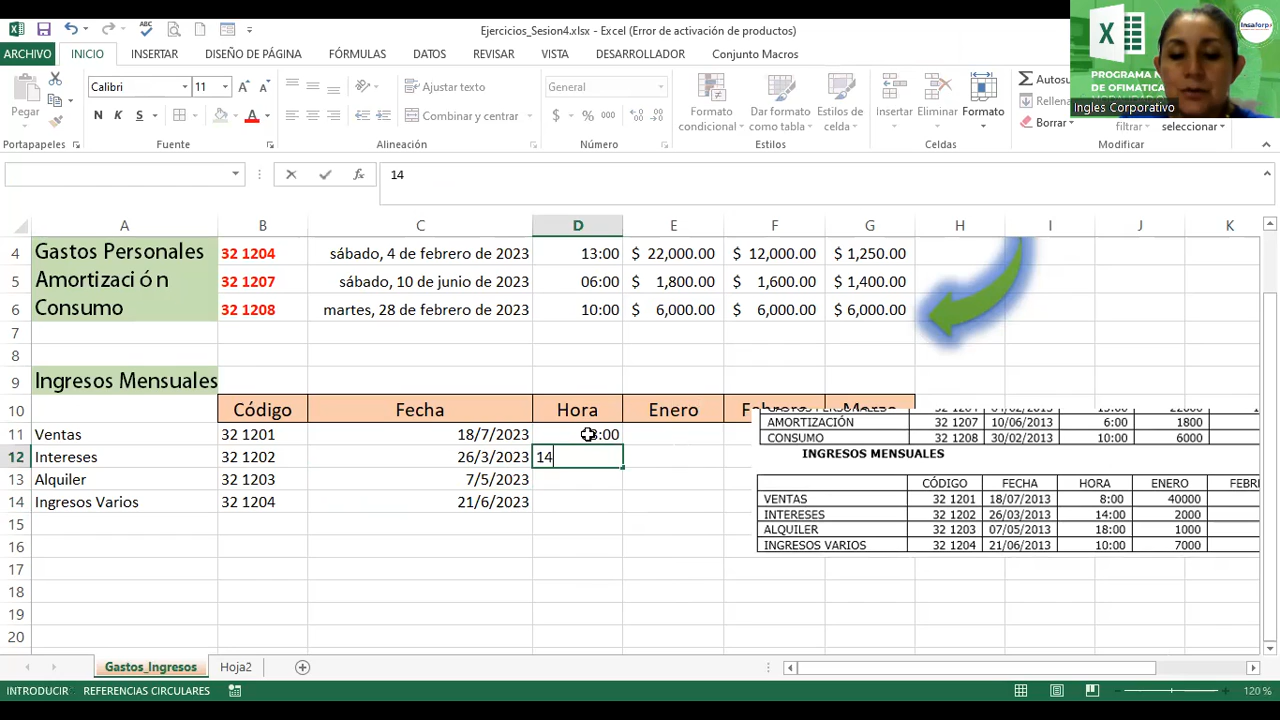 Ejercicios_Sesion4.xlsx - Excel (Error de activación de productos)
ARCHIVO INICIO INSERTAR DISEÑO DE PÁGINA FÓRMULAS DATOS REVISAR VISTA DESARROLLADOR Conjunto Macros
Pegar
Calibri 11
N K S
Ajustar texto
Combinar y centrar
General
Formato condicional
Dar formato como tabla
Estilos de celda
Insertar Eliminar Formato
Borrar
filtrar
seleccionar
Insaforp
DE OFIMATICA
Ingles Corporativo
Portapapeles Fuente Alineación Número Estilos Celdas Modificar
14
A B C D E F G H I J K
4 Gastos Personales 32 1204 sábado, 4 de febrero de 2023 13:00 $ 22,000.00 $ 12,000.00 $ 1,250.00
5 Amortizaci ó n 32 1207 sábado, 10 de junio de 2023 06:00 $ 1,800.00 $ 1,600.00 $ 1,400.00
6 Consumo 32 1208 martes, 28 de febrero de 2023 10:00 $ 6,000.00 $ 6,000.00 $ 6,000.00
7
8
9 Ingresos Mensuales
10 Código Fecha Hora Enero
11 Ventas 32 1201 18/7/2023
12 Intereses 32 1202 26/3/2023 14
13 Alquiler 32 1203 7/5/2023
14 Ingresos Varios 32 1204 21/6/2023
15
16
17
18
19
20
AMORTIZACIÓN 32 1207 10/06/2013 6:00 1800
CONSUMO 32 1208 30/02/2013 10:00 6000
INGRESOS MENSUALES
CÓDIGO FECHA HORA ENERO
VENTAS 32 1201 18/07/2013 8:00 40000
INTERESES 32 1202 26/03/2013 14:00 2000
ALQUILER 32 1203 07/05/2013 18:00 1000
INGRESOS VARIOS 32 1204 21/06/2013 10:00 7000
Gastos_Ingresos Hoja2
INTRODUCIR REFERENCIAS CIRCULARES 120 %